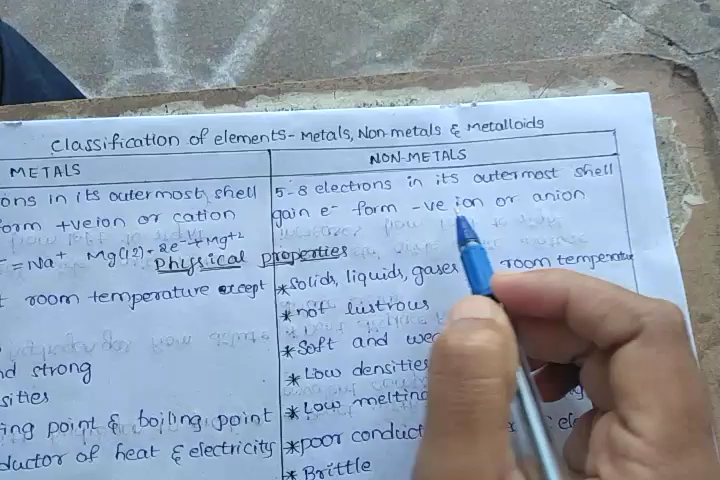 Classification of elements- Metals, Non-metals & Metalloids
METALS
NON-METALS
ons in its outermost shell
5-8 electrons in its outermost shell
form +ve ion or cation
gain e⁻ form -ve ion or anion
= Na⁺ Mg(12) - 2e⁻ → Mg⁺²
Physical properties
room temperature except
*solids, liquids, gases room temperature
*not lustrous
*Soft and
nd strong
*Low densities
sities
*Low melting
ing point & boiling point
ductor of heat & electricity
*poor conduct
*Brittle